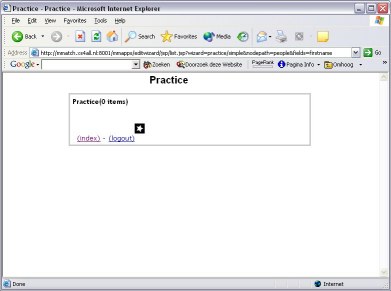 Practice - Practice - Microsoft Internet Explorer
File Edit View Favorites Tools Help
Back Search Favorites Media
Address http://mmatch.cs4all.nl:8001/mmapps/editwizard/jsp/list.jsp?wizard=practice/simple&nodepath=people&fields=firstname Go
Google Zoeken Doorzoek deze Website PageRank Pagina Info Omhoog
Practice
Practice(0 items)
(index) - (logout)
Done Internet